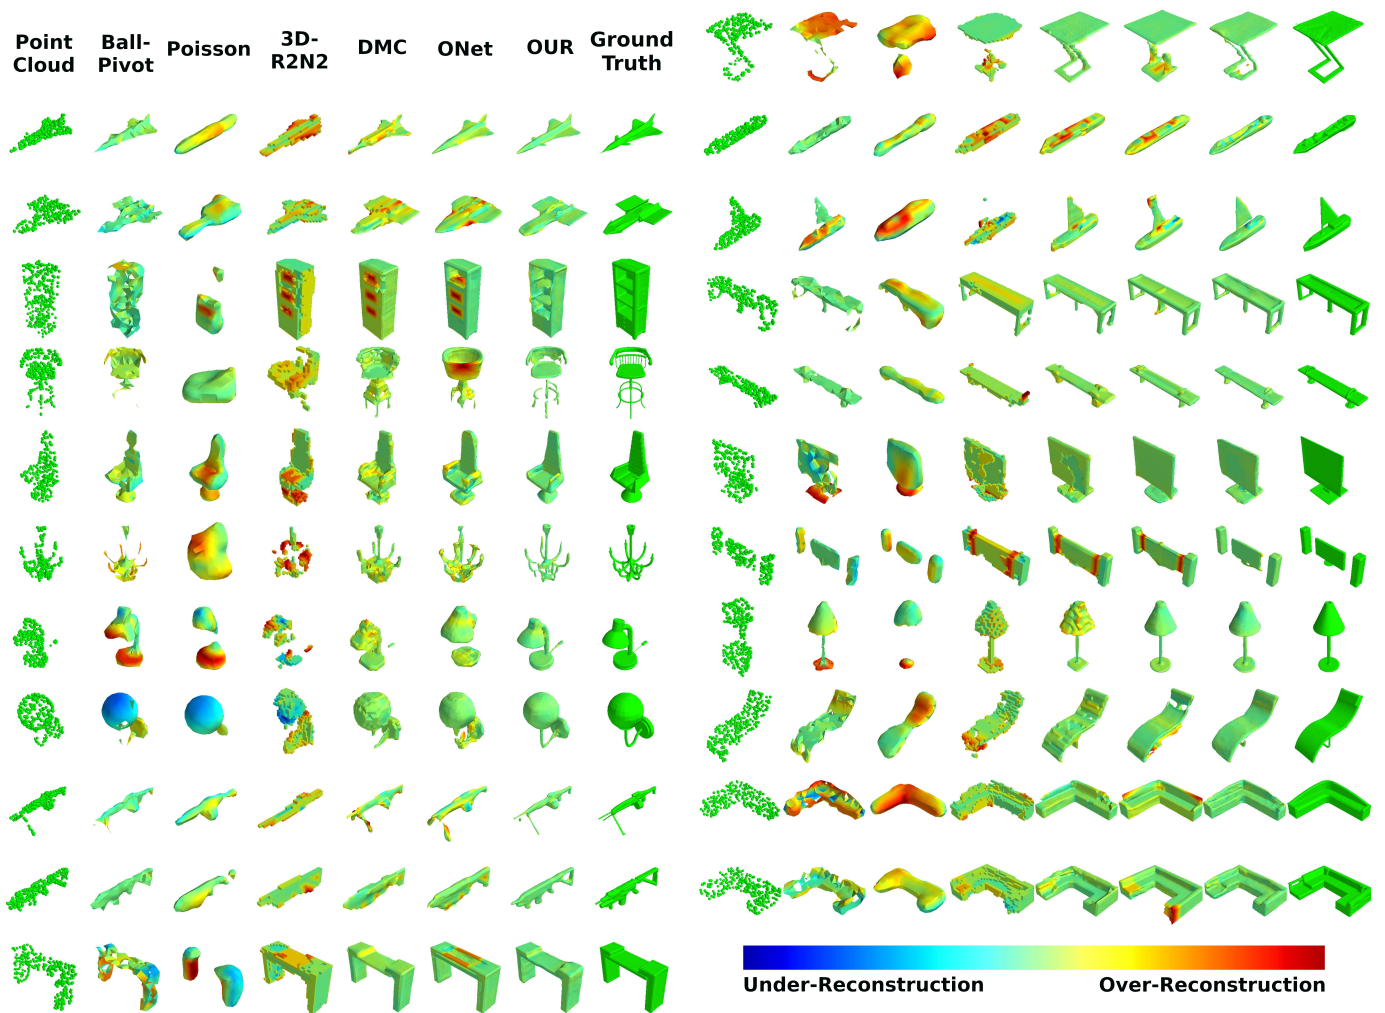 Point Cloud
Ball-Pivot
Poisson
3D-R2N2
DMC
ONet
OUR
Ground Truth
Under-Reconstruction
Over-Reconstruction